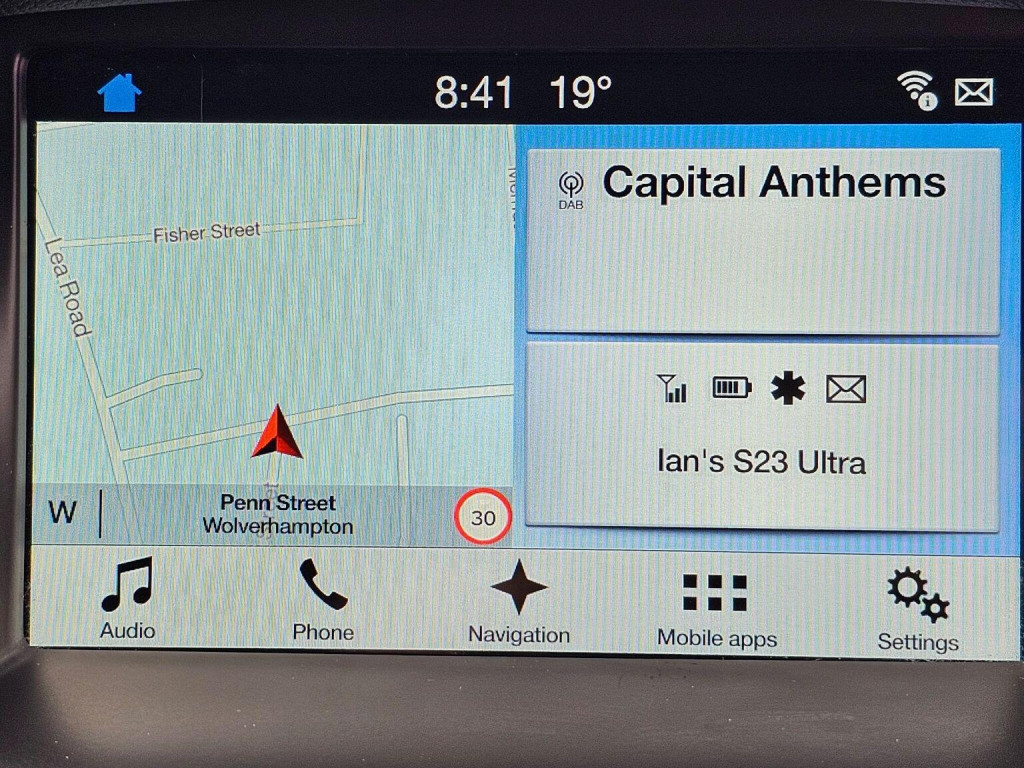 8:41 19°
i
Fisher Street
Lea Road
W
Penn Street
Wolverhampton
30
DAB
Capital Anthems
Ian's S23 Ultra
Audio
Phone
Navigation
Mobile apps
Settings